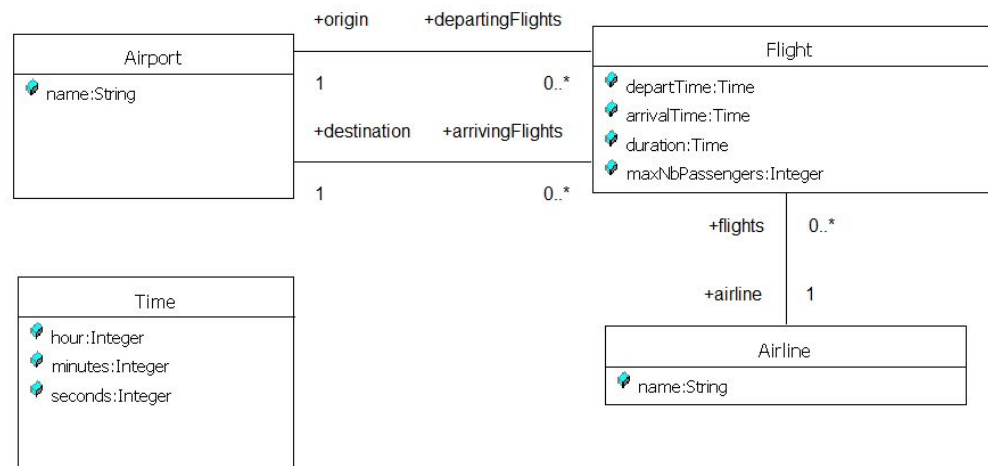 +origin +departingFlights
Airport
name:String
1 0..*
+destination +arrivingFlights
1 0..*
Flight
departTime:Time
arrivalTime:Time
duration:Time
maxNbPassengers:Integer
+flights 0..*
+airline 1
Time
hour:Integer
minutes:Integer
seconds:Integer
Airline
name:String